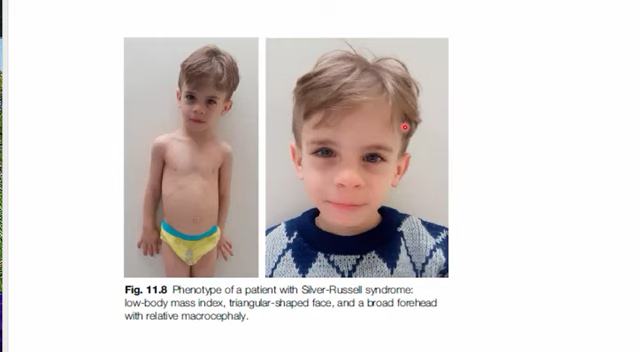 Fig. 11.8 Phenotype of a patient with Silver-Russell syndrome:
low-body mass index, triangular-shaped face, and a broad forehead
with relative macrocephaly.